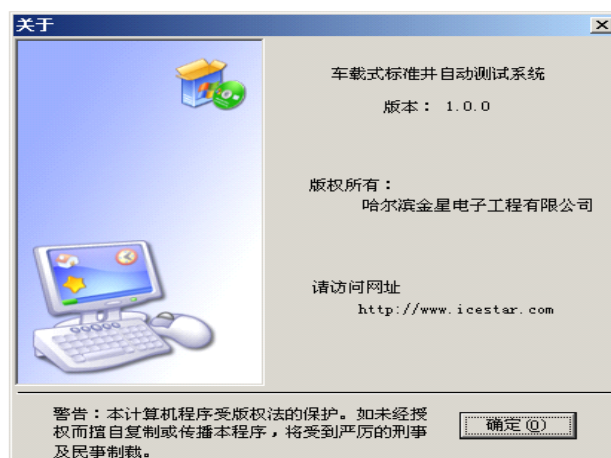 关于
车载式标准井自动测试系统
版本： 1.0.0
版权所有：
哈尔滨金星电子工程有限公司
请访问网址
http://www.icestar.com
警告：本计算机程序受版权法的保护。如未经授
权而擅自复制或传播本程序，将受到严厉的刑事
及民事制裁。
确定(O)